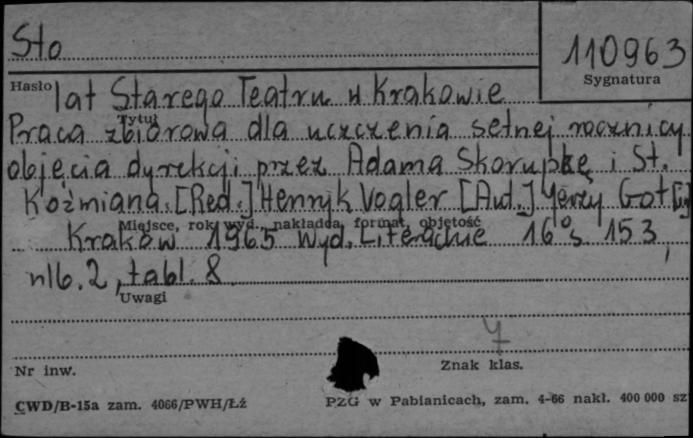 Sto
110963
Hasło
Sygnatura
lat Starego Teatru w Krakowie
Tytuł
Praca zbiorowa dla uczczenia setnej rocznicy
objęcia dyrekcji przez Adama Skorupkę i St.
Koźmiana. [Red.] Henryk Vogler [Aut.] Jerzy Got [i
Miejsce, rok wyd., nakładca, format, objętość
Kraków 1965 Wyd. Literackie 16° s 153,
nlb. 2, tabl. 8
Uwagi
7
Nr inw.
Znak klas.
CWD/B-15a zam. 4066/PWH/Łź
PZG w Pabianicach, zam. 4-66 nakł. 400 000 sz